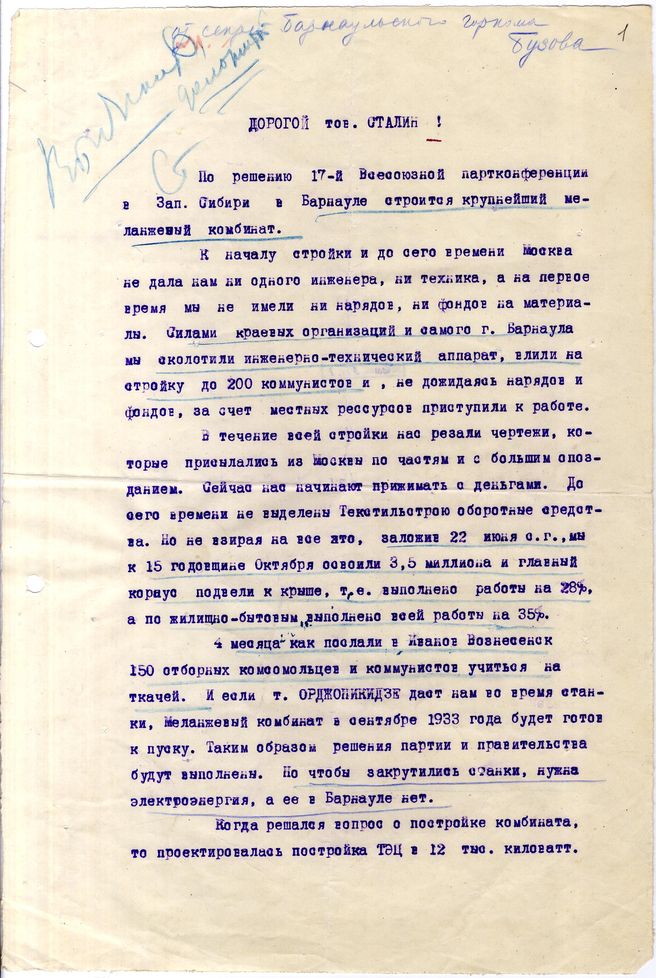 от секр. Барнаульского горкома
Бузова
1
ДОРОГОЙ тов. СТАЛИН !
По решению 17-й Всесоюзной партконференции
в Зап. Сибири в Барнауле строится крупнейший ме-
ланжевый комбинат.
К началу стройки и до сего времени Москва
не дала нам ни одного инженера, ни техника, а на первое
время мы не имели ни нарядов, ни фондов на материа-
лы. Силами краевых организаций и самого г. Барнаула
мы сколотили инженерно-технический аппарат, влили на
стройку до 200 коммунистов и , не дожидаясь нарядов и
фондов, за счет местных рессурсов приступили к работе.
В течение всей стройки нас резали чертежи, ко-
торые присылались из Москвы по частям и с большим опоз-
данием. Сейчас нас начинают прижимать с деньгами. До
сего времени не выделены Текстильстрою оборотные средст-
ва. Но не взирая на все это, заложив 22 июня с.г.,мы
к 15 годовщине Октября освоили 3,5 миллиона и главный
корпус подвели к крыше, т.е. выполнено работы на 28%,
а по жилищно-бытовым выполнено всей работы на 35%.
4 месяца как послали в Иванов Вознесенск
150 отборных комсомольцев и коммунистов учиться на
ткачей. И если т. ОРДЖОНИКИДЗЕ даст нам во время стан-
ки, Меланжевый комбинат в сентябре 1933 года будет готов
к пуску. Таким образом решения партии и правительства
будут выполнены. Но чтобы закрутились станки, нужна
электроэнергия, а ее в Барнауле нет.
Когда решался вопрос о постройке комбината,
то проектировалась постройка ТЭЦ в 12 тыс. киловатт.